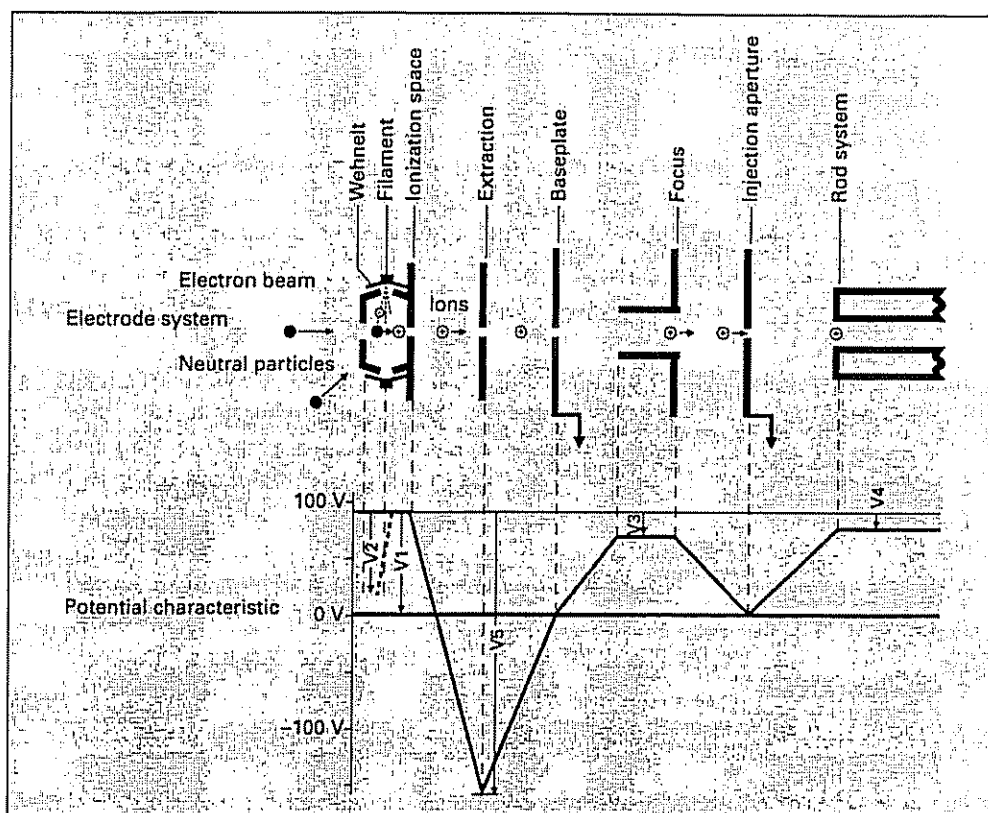 Wehnelt
Filament
Ionization space
Extraction
Baseplate
Focus
Injection aperture
Rod system
Electron beam
Ions
Electrode system
Neutral particles
100 V
V4
V3
V2
V1
Potential characteristic
0 V
V5
-100 V